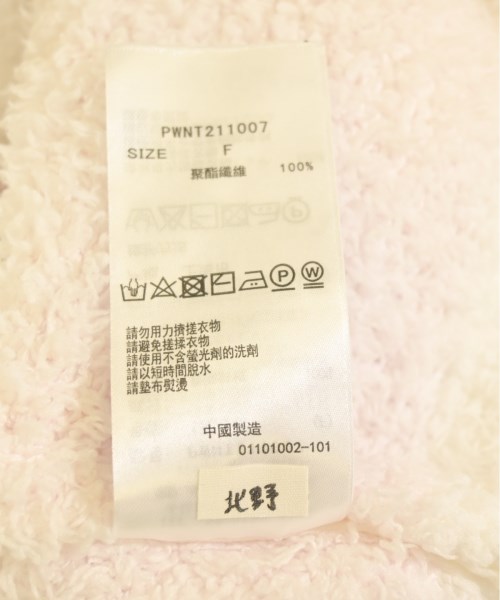 PWNT211007
SIZE F
聚酯纖維 100%
P W
請勿用力擠搓衣物
請避免搓揉衣物
請使用不含螢光劑的洗劑
請以短時間脫水
請墊布熨燙
中國製造
01101002-101
北野